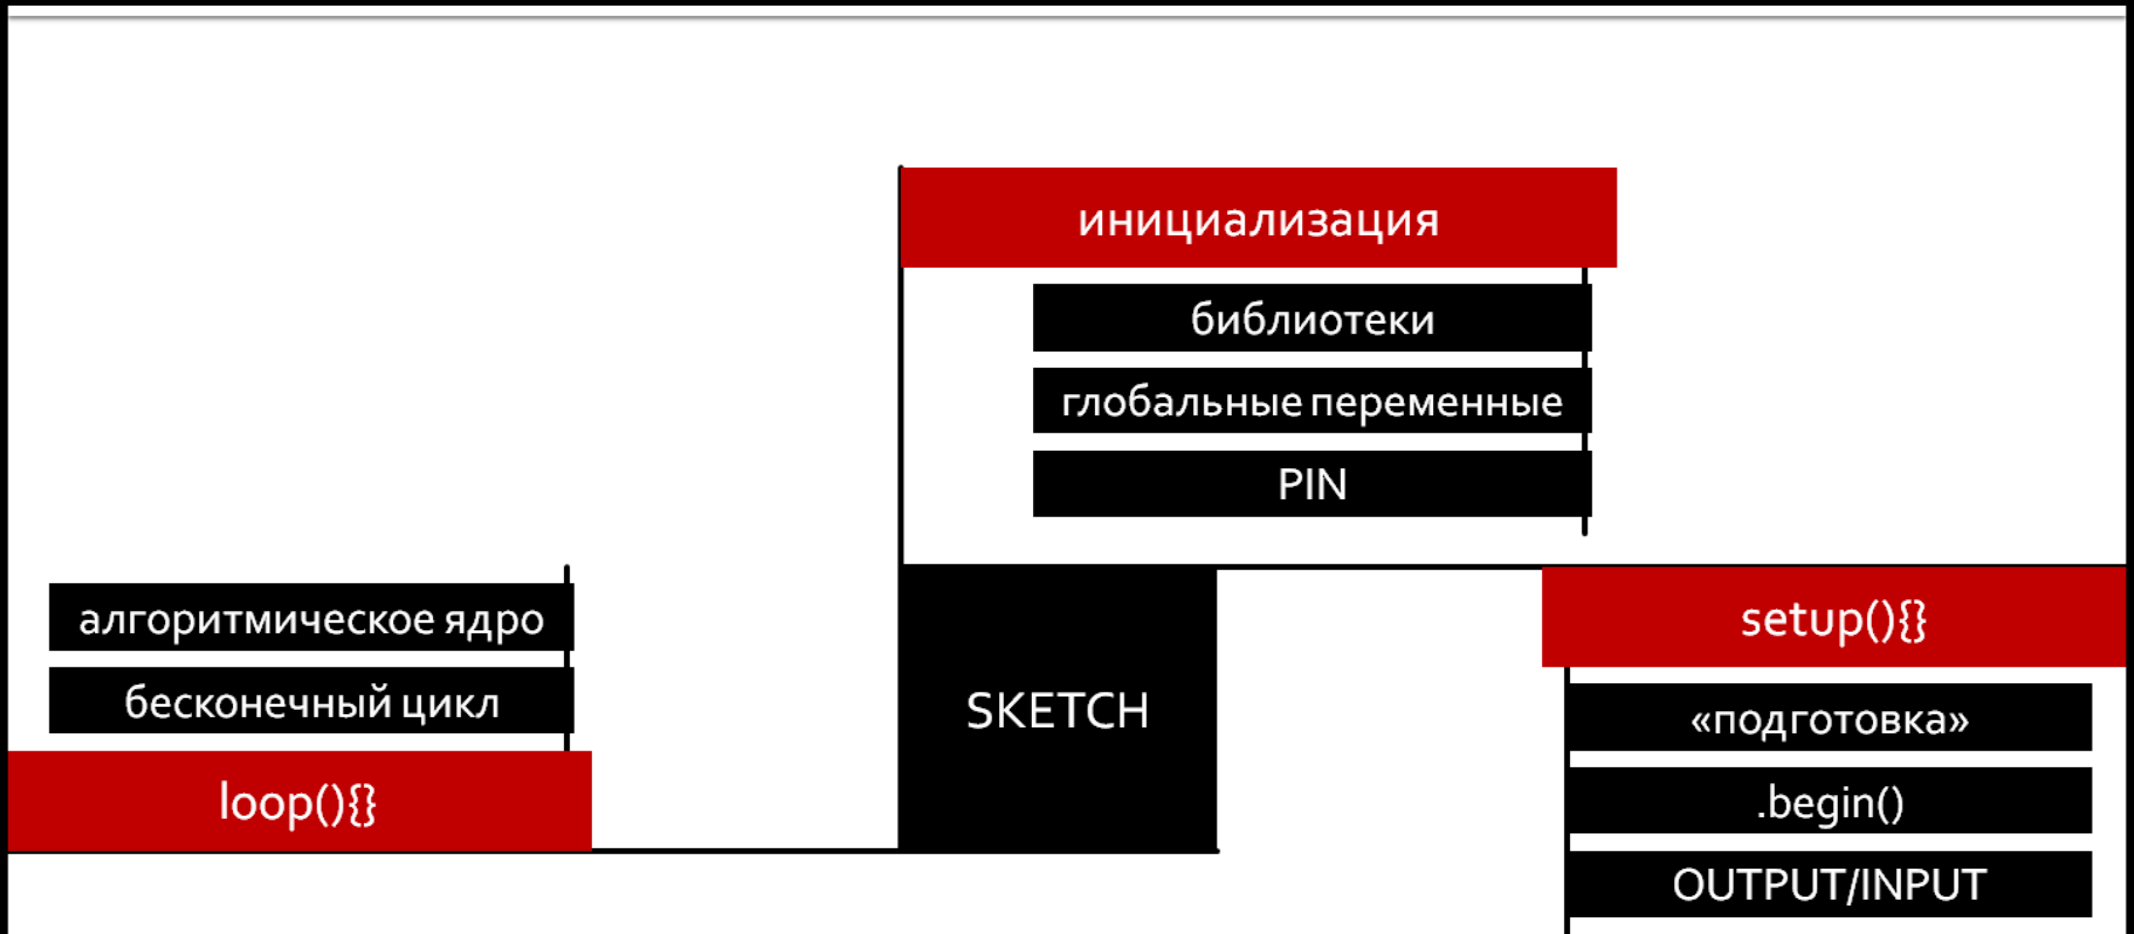 инициализация
библиотеки
глобальные переменные
PIN
алгоритмическое ядро
бесконечный цикл
loop(){}
SKETCH
setup(){}
«подготовка»
.begin()
OUTPUT/INPUT